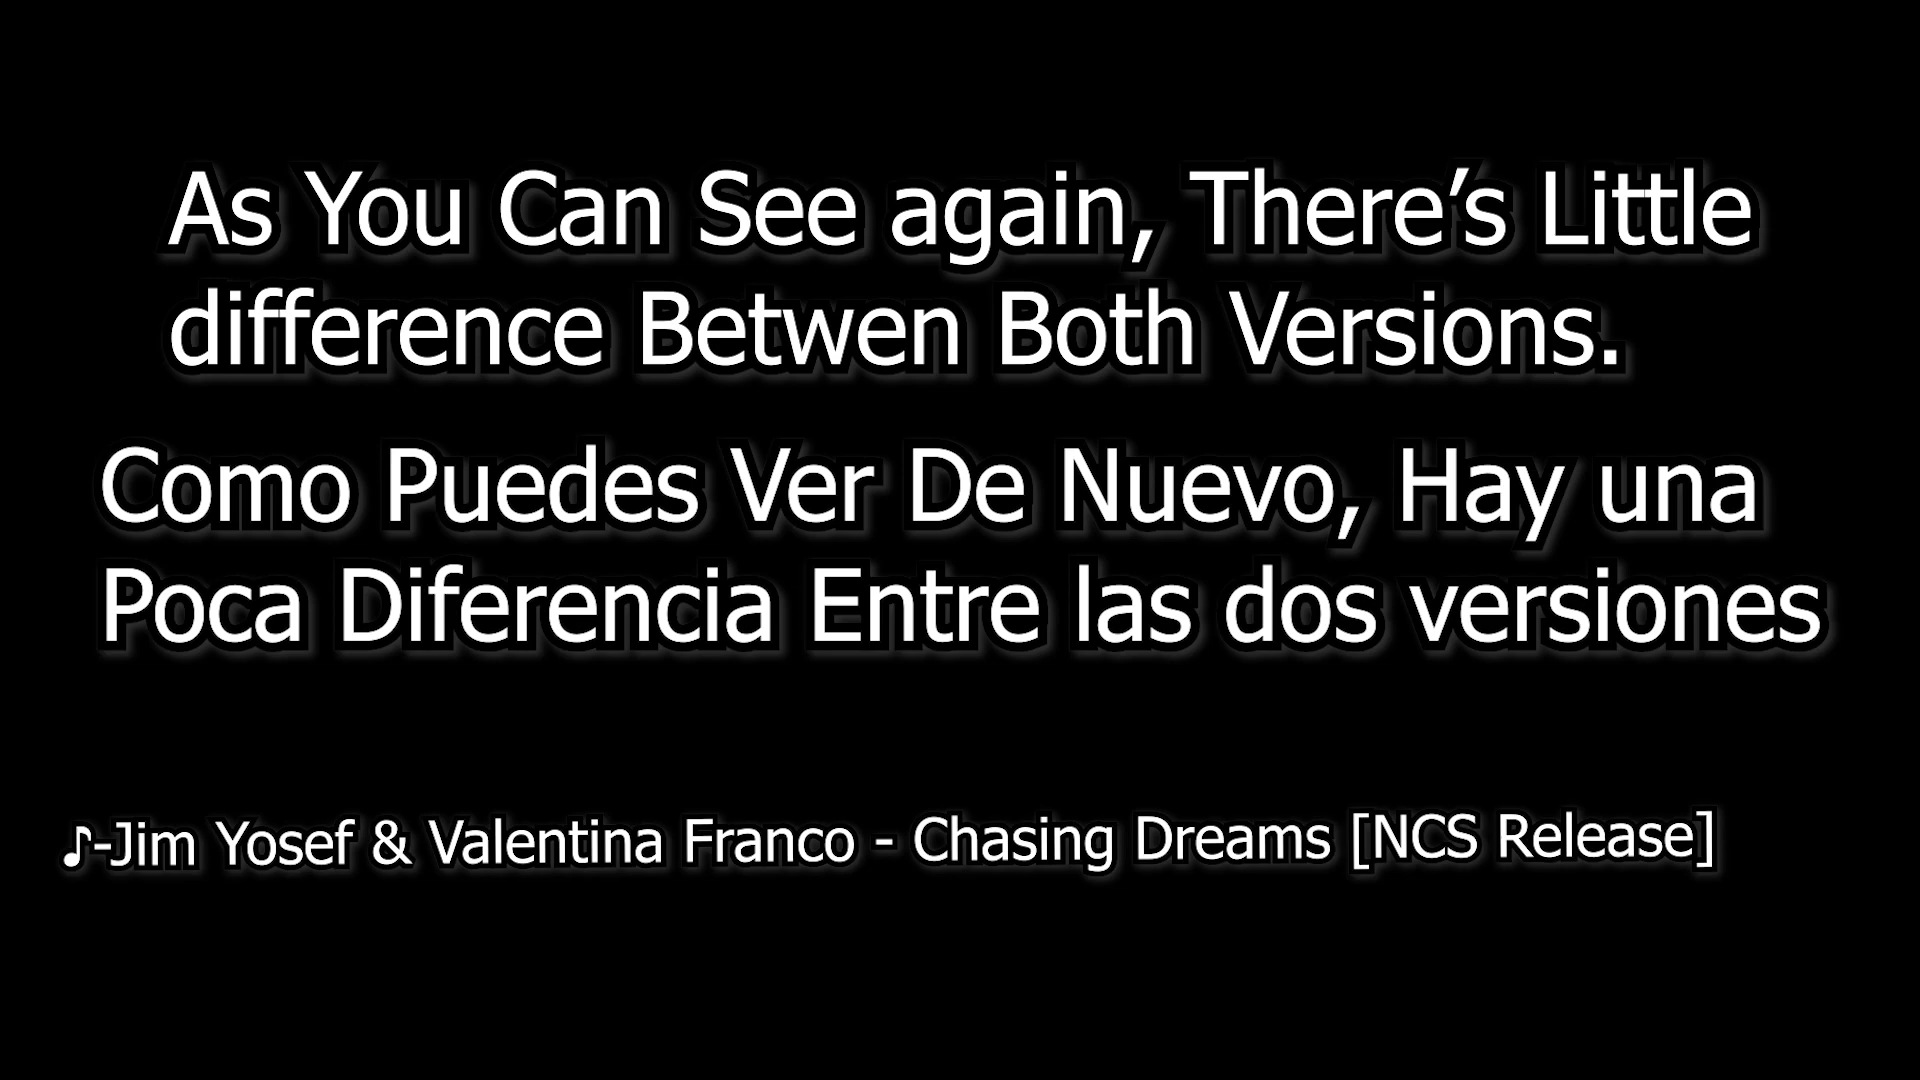 As You Can See again, There’s Little
difference Betwen Both Versions.
Como Puedes Ver De Nuevo, Hay una
Poca Diferencia Entre las dos versiones
♪-Jim Yosef & Valentina Franco - Chasing Dreams [NCS Release]